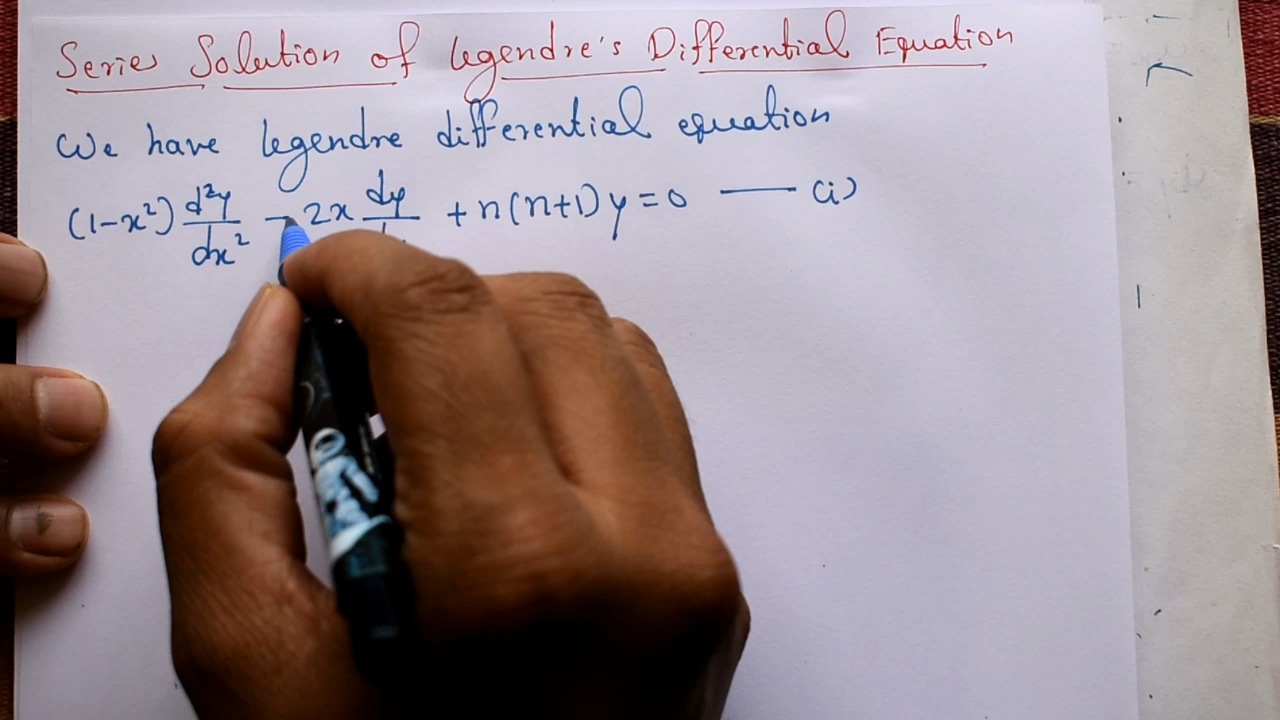 Series Solution of Legendre's Differential Equation
We have legendre differential equation
(1-x²) d²y/dx² - 2x dy/d + n(n+1)y = 0 —— (i)